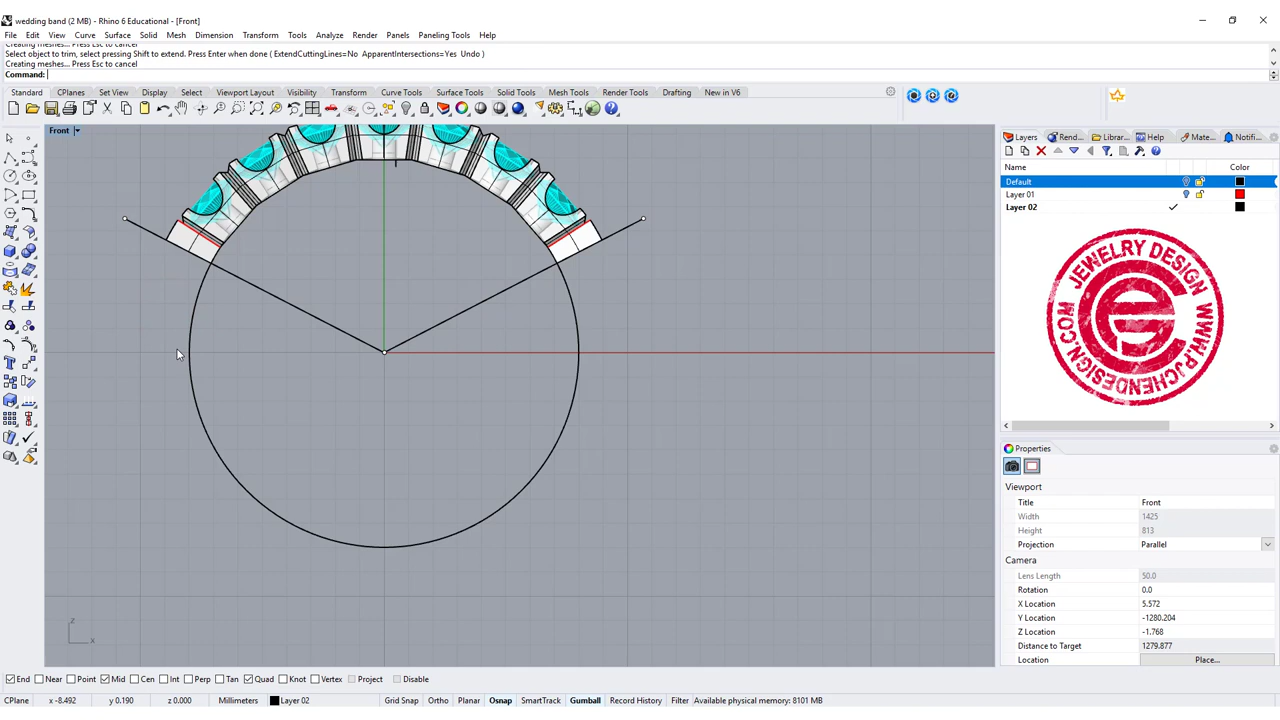 wedding band (2 MB) - Rhino 6 Educational - [Front]
File Edit View Curve Surface Solid Mesh Dimension Transform Tools Analyze Render Panels Paneling Tools Help
Creating meshes... Press Esc to cancel
Select object to trim, select pressing Shift to extend. Press Enter when done ( ExtendCuttingLines=No ApparentIntersections=Yes Undo )
Creating meshes... Press Esc to cancel
Command:
Standard CPlanes Set View Display Select Viewport Layout Visibility Transform Curve Tools Surface Tools Solid Tools Mesh Tools Render Tools Drafting New in V6
Front
Layers Rend... Librar... Help Mate... Notifi...
Name Color
Default
Layer 01
Layer 02
JEWELRY DESIGN
WWW.PJCHENDESIGN.COM
Properties
Viewport
Title Front
Width 1425
Height 813
Projection Parallel
Camera
Lens Length 50.0
Rotation 0.0
X Location 5.572
Y Location -1280.204
Z Location -1.768
Distance to Target 1279.877
Location Place...
z
x
End Near Point Mid Cen Int Perp Tan Quad Knot Vertex Project Disable
CPlane x -8.492 y 0.190 z 0.000 Millimeters Layer 02 Grid Snap Ortho Planar Osnap SmartTrack Gumball Record History Filter Available physical memory: 8101 MB